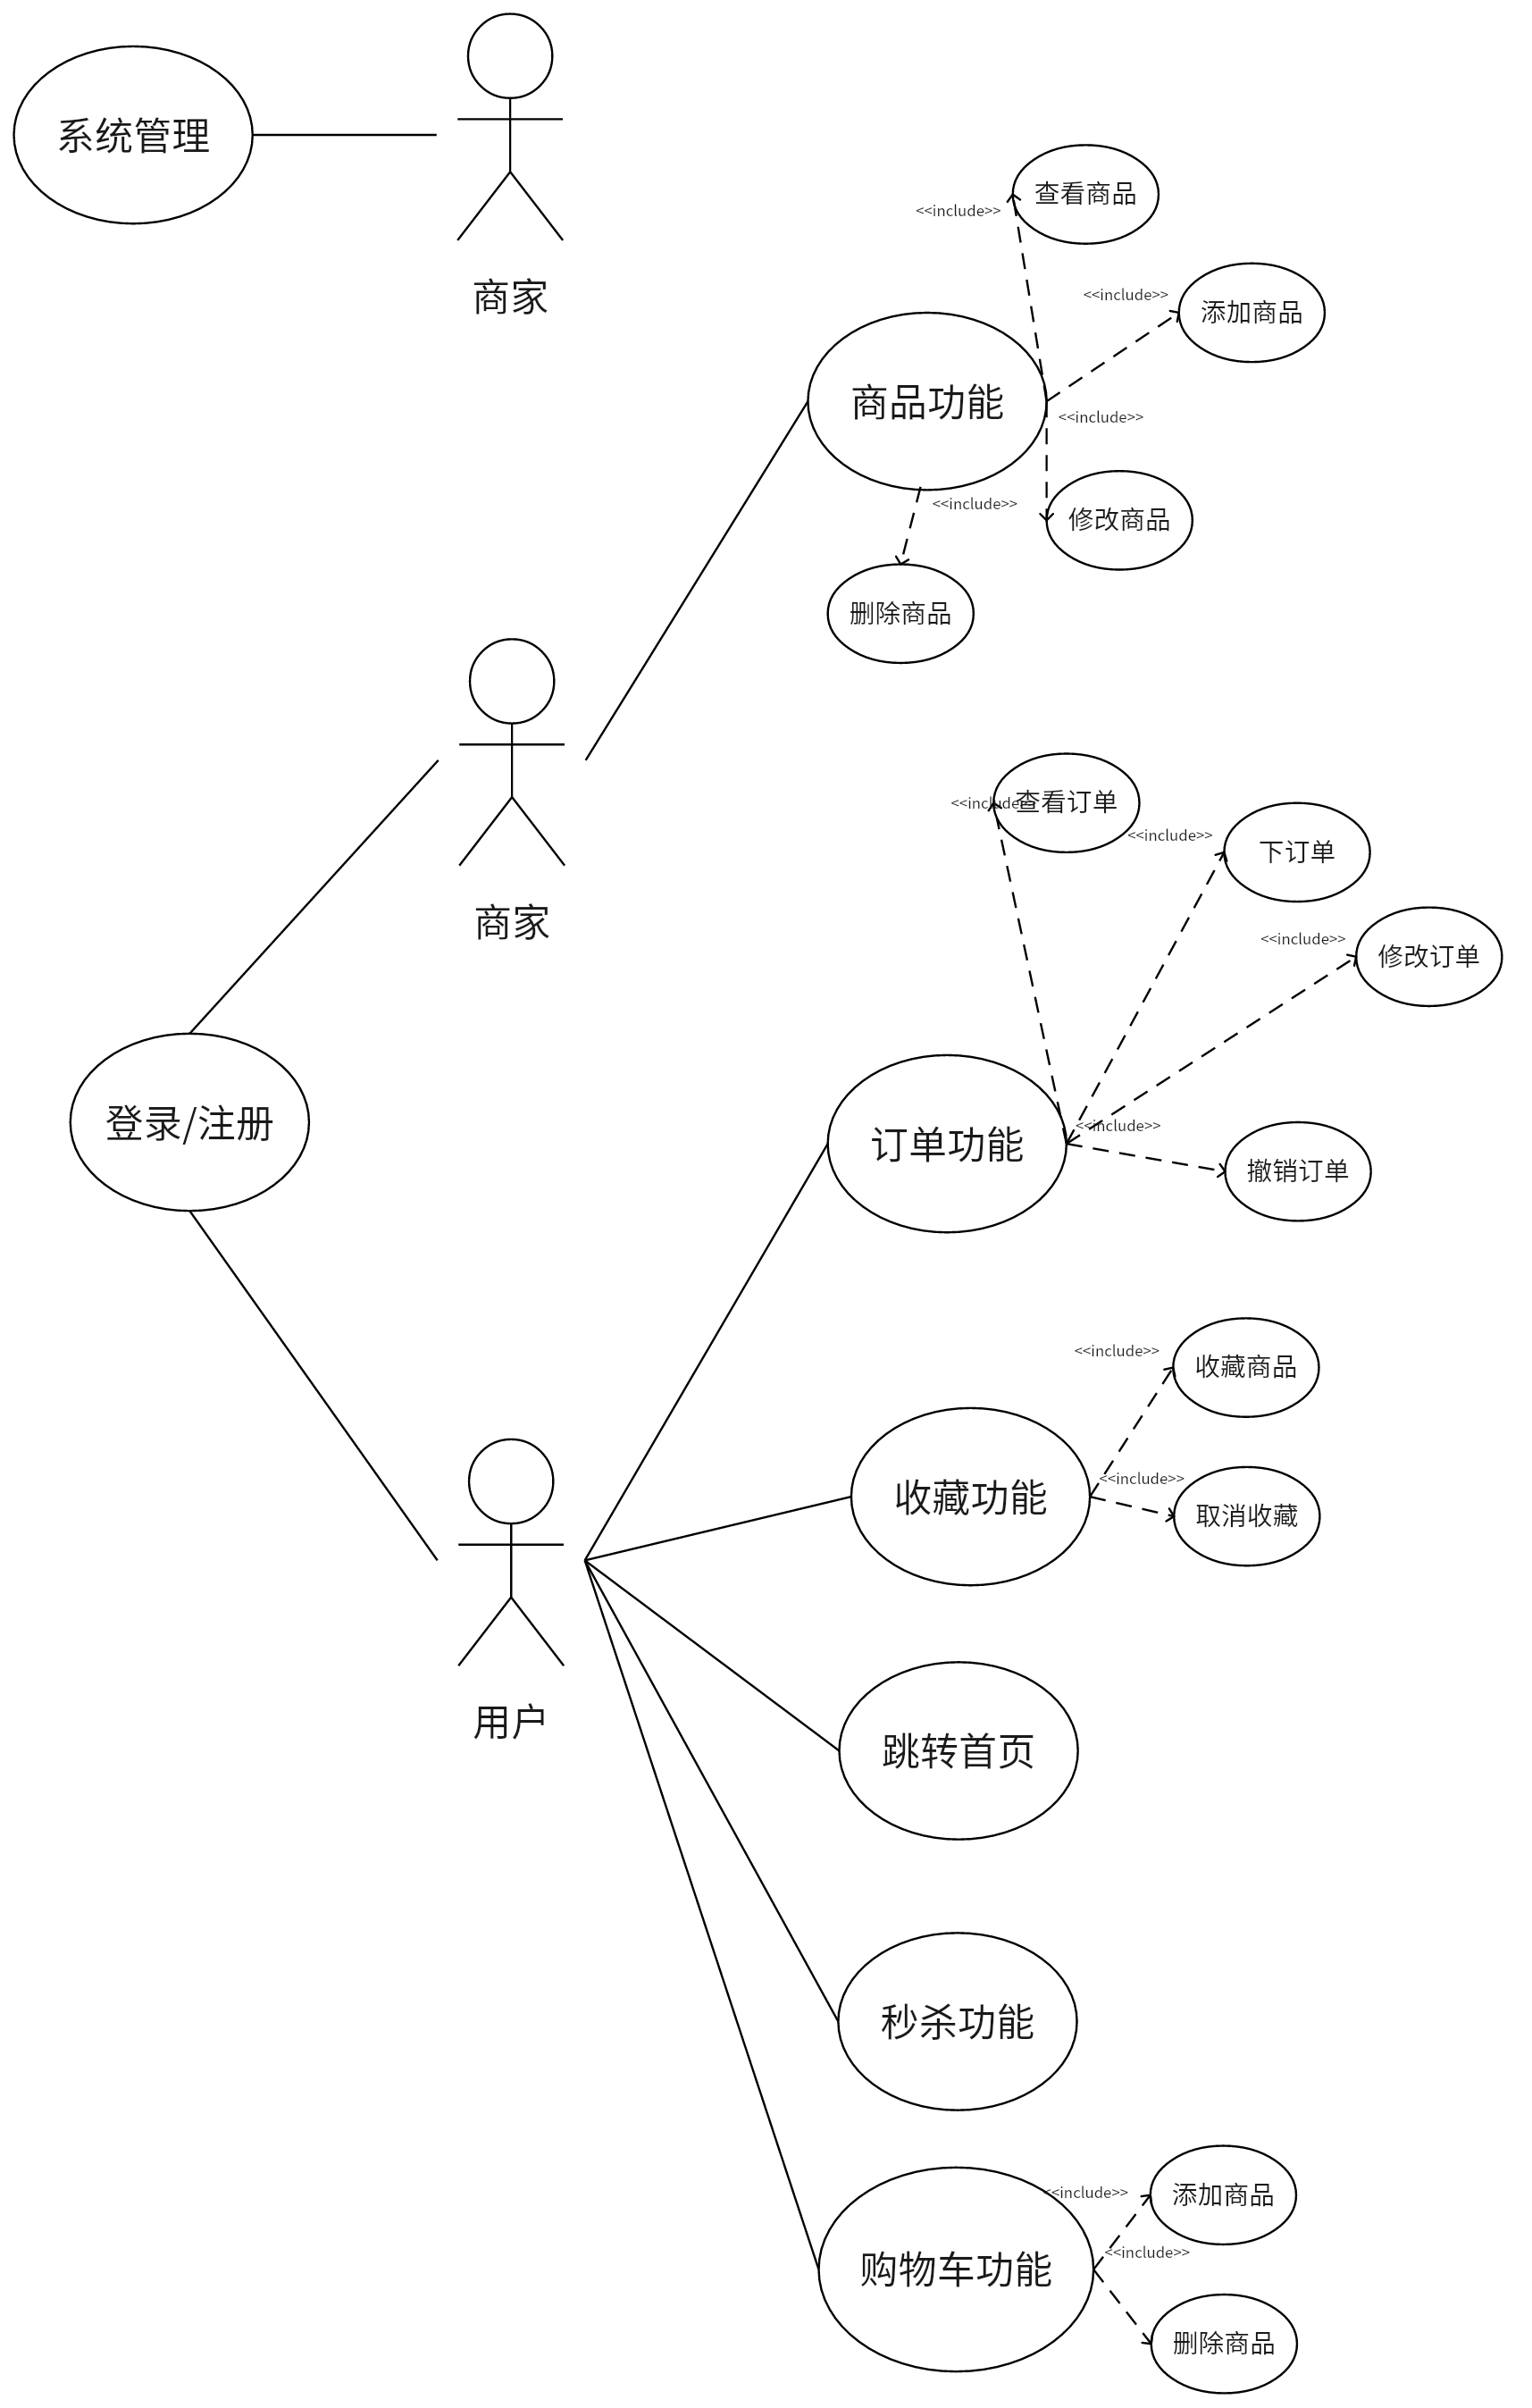 系统管理
商家
查看商品
<<include>>
<<include>>
添加商品
商品功能
<<include>>
<<include>>
修改商品
删除商品
商家
<<include>>
查看订单
<<include>>
下订单
<<include>>
修改订单
登录/注册
订单功能
<<include>>
撤销订单
<<include>>
收藏商品
收藏功能
<<include>>
取消收藏
用户
跳转首页
秒杀功能
<<include>>
添加商品
<<include>>
购物车功能
删除商品